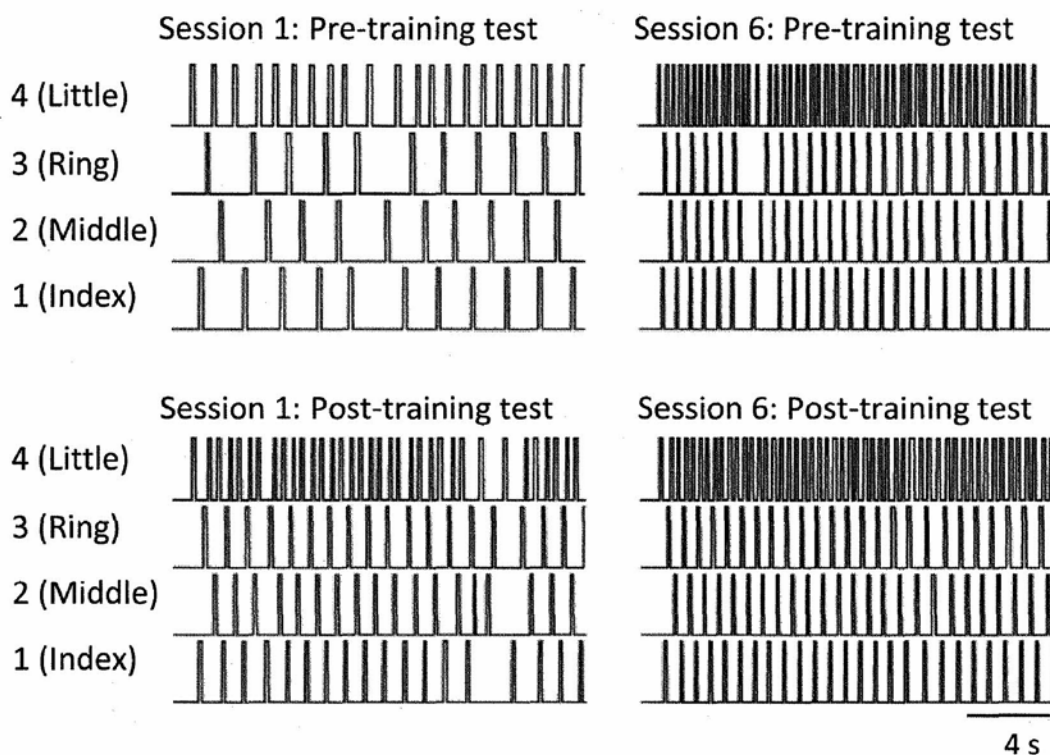 Session 1: Pre-training test
Session 6: Pre-training test
4 (Little)
3 (Ring)
2 (Middle)
1 (Index)
Session 1: Post-training test
Session 6: Post-training test
4 (Little)
3 (Ring)
2 (Middle)
1 (Index)
4 s